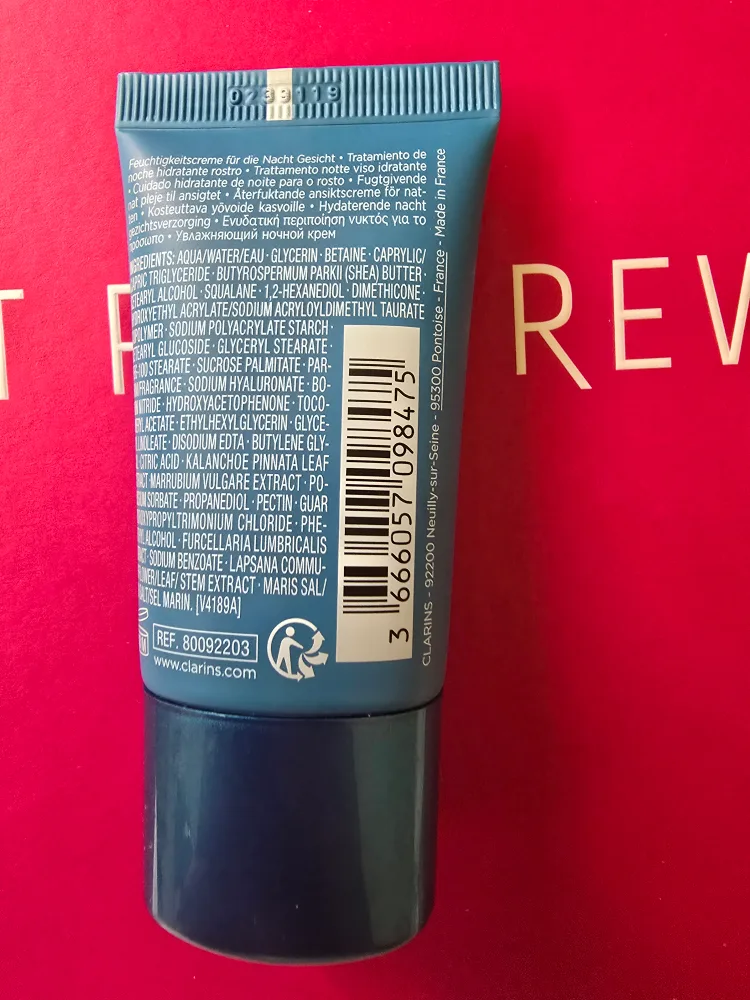 Feuchtigkeitscreme für die Nacht Gesicht • Tratamiento de
noche hidratante rostro • Trattamento notte viso idratante
• Cuidado hidratante de noite para o rosto • Fugtgivende
nat pleje til ansigtet • Återfuktande ansiktscreme för nat-
ten • Kosteuttava yövoide kasvoille • Hydaterende nacht
gezichtsverzorging • Ενυδατική περιποίηση νυκτός για το
πρόσωπο • Увлажняющий ночной крем
INGREDIENTS: AQUA/WATER/EAU · GLYCERIN · BETAINE · CAPRYLIC/
CAPRIC TRIGLYCERIDE · BUTYROSPERMUM PARKII (SHEA) BUTTER ·
CETEARYL ALCOHOL · SQUALANE · 1,2-HEXANEDIOL · DIMETHICONE ·
HYDROXYETHYL ACRYLATE/SODIUM ACRYLOYLDIMETHYL TAURATE
COPOLYMER · SODIUM POLYACRYLATE STARCH ·
CETEARYL GLUCOSIDE · GLYCERYL STEARATE ·
PEG-100 STEARATE · SUCROSE PALMITATE · PAR-
FUM/FRAGRANCE · SODIUM HYALURONATE · BO-
RON NITRIDE · HYDROXYACETOPHENONE · TOCO-
PHERYL ACETATE · ETHYLHEXYLGLYCERIN · GLYCE-
RYL LINOLEATE · DISODIUM EDTA · BUTYLENE GLY-
COL · CITRIC ACID · KALANCHOE PINNATA LEAF
EXTRACT · MARRUBIUM VULGARE EXTRACT · PO-
TASSIUM SORBATE · PROPANEDIOL · PECTIN · GUAR
HYDROXYPROPYLTRIMONIUM CHLORIDE · PHE-
NETHYL ALCOHOL · FURCELLARIA LUMBRICALIS
EXTRACT · SODIUM BENZOATE · LAPSANA COMMU-
NIS FLOWER/LEAF/ STEM EXTRACT · MARIS SAL/
SEA SALT/SEL MARIN. [V4189A]
REF. 80092203
www.clarins.com
3 666057 098475
CLARINS - 92200 Neuilly-sur-Seine - 95300 Pontoise - France - Made in France
REW